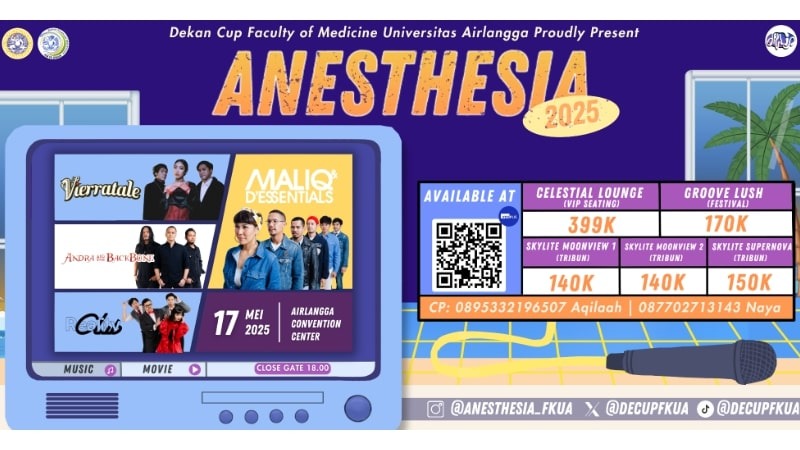 Dekan Cup Faculty of Medicine Universitas Airlangga Proudly Present
ANESTHESIA
2025
Vierratale
MALIQ &
D'ESSENTIALS
ANDRA AND THE BACKBONE
17 MEI
2025
AIRLANGGA
CONVENTION
CENTER
MUSIC
MOVIE
CLOSE GATE 18.00
AVAILABLE AT
CELESTIAL LOUNGE
(VIP SEATING)
399K
GROOVE LUSH
(FESTIVAL)
170K
SKYLITE MOONVIEW 1
(TRIBUN)
140K
SKYLITE MOONVIEW 2
(TRIBUN)
140K
SKYLITE SUPERNOVA
(TRIBUN)
150K
CP: 0895332196507 Aqilaah | 087702713143 Naya
@ANESTHESIA_FKUA
@DECUPFKUA
@DECUPFKUA